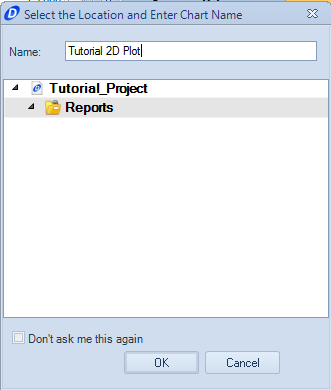 Select the Location and Enter Chart Name
Name: Tutorial 2D Plot
Tutorial_Project
Reports
Don't ask me this again
OK Cancel